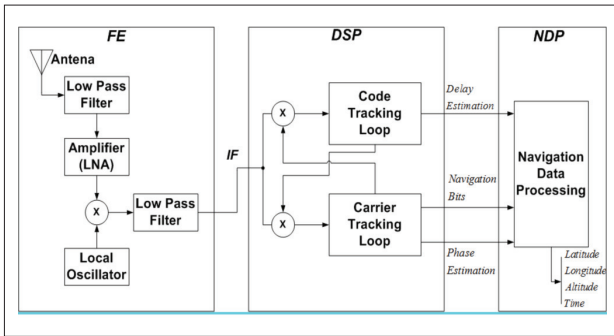 FE
DSP
NDP
Antena
Low Pass
Filter
Amplifier
(LNA)
X
Low Pass
Filter
Local
Oscillator
IF
X
X
Code
Tracking
Loop
Carrier
Tracking
Loop
Delay
Estimation
Navigation
Bits
Phase
Estimation
Navigation
Data
Processing
Latitude
Longitude
Altitude
Time